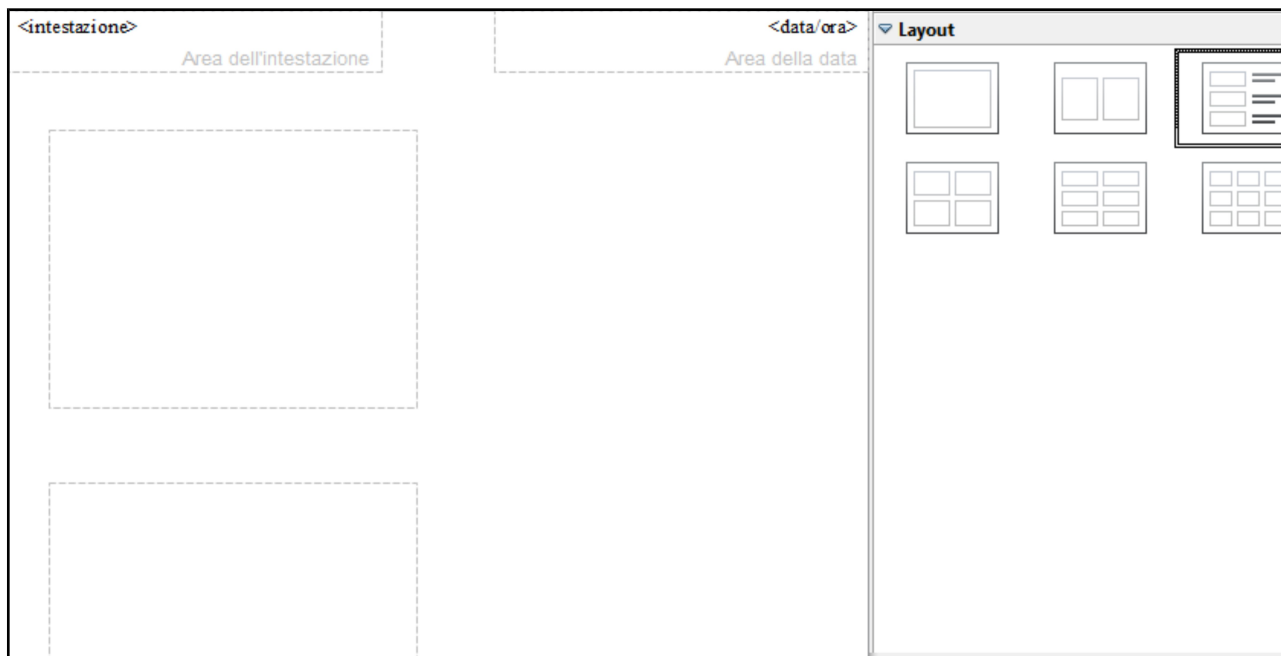 <intestazione>
Area dell'intestazione
<data/ora>
Area della data
Layout